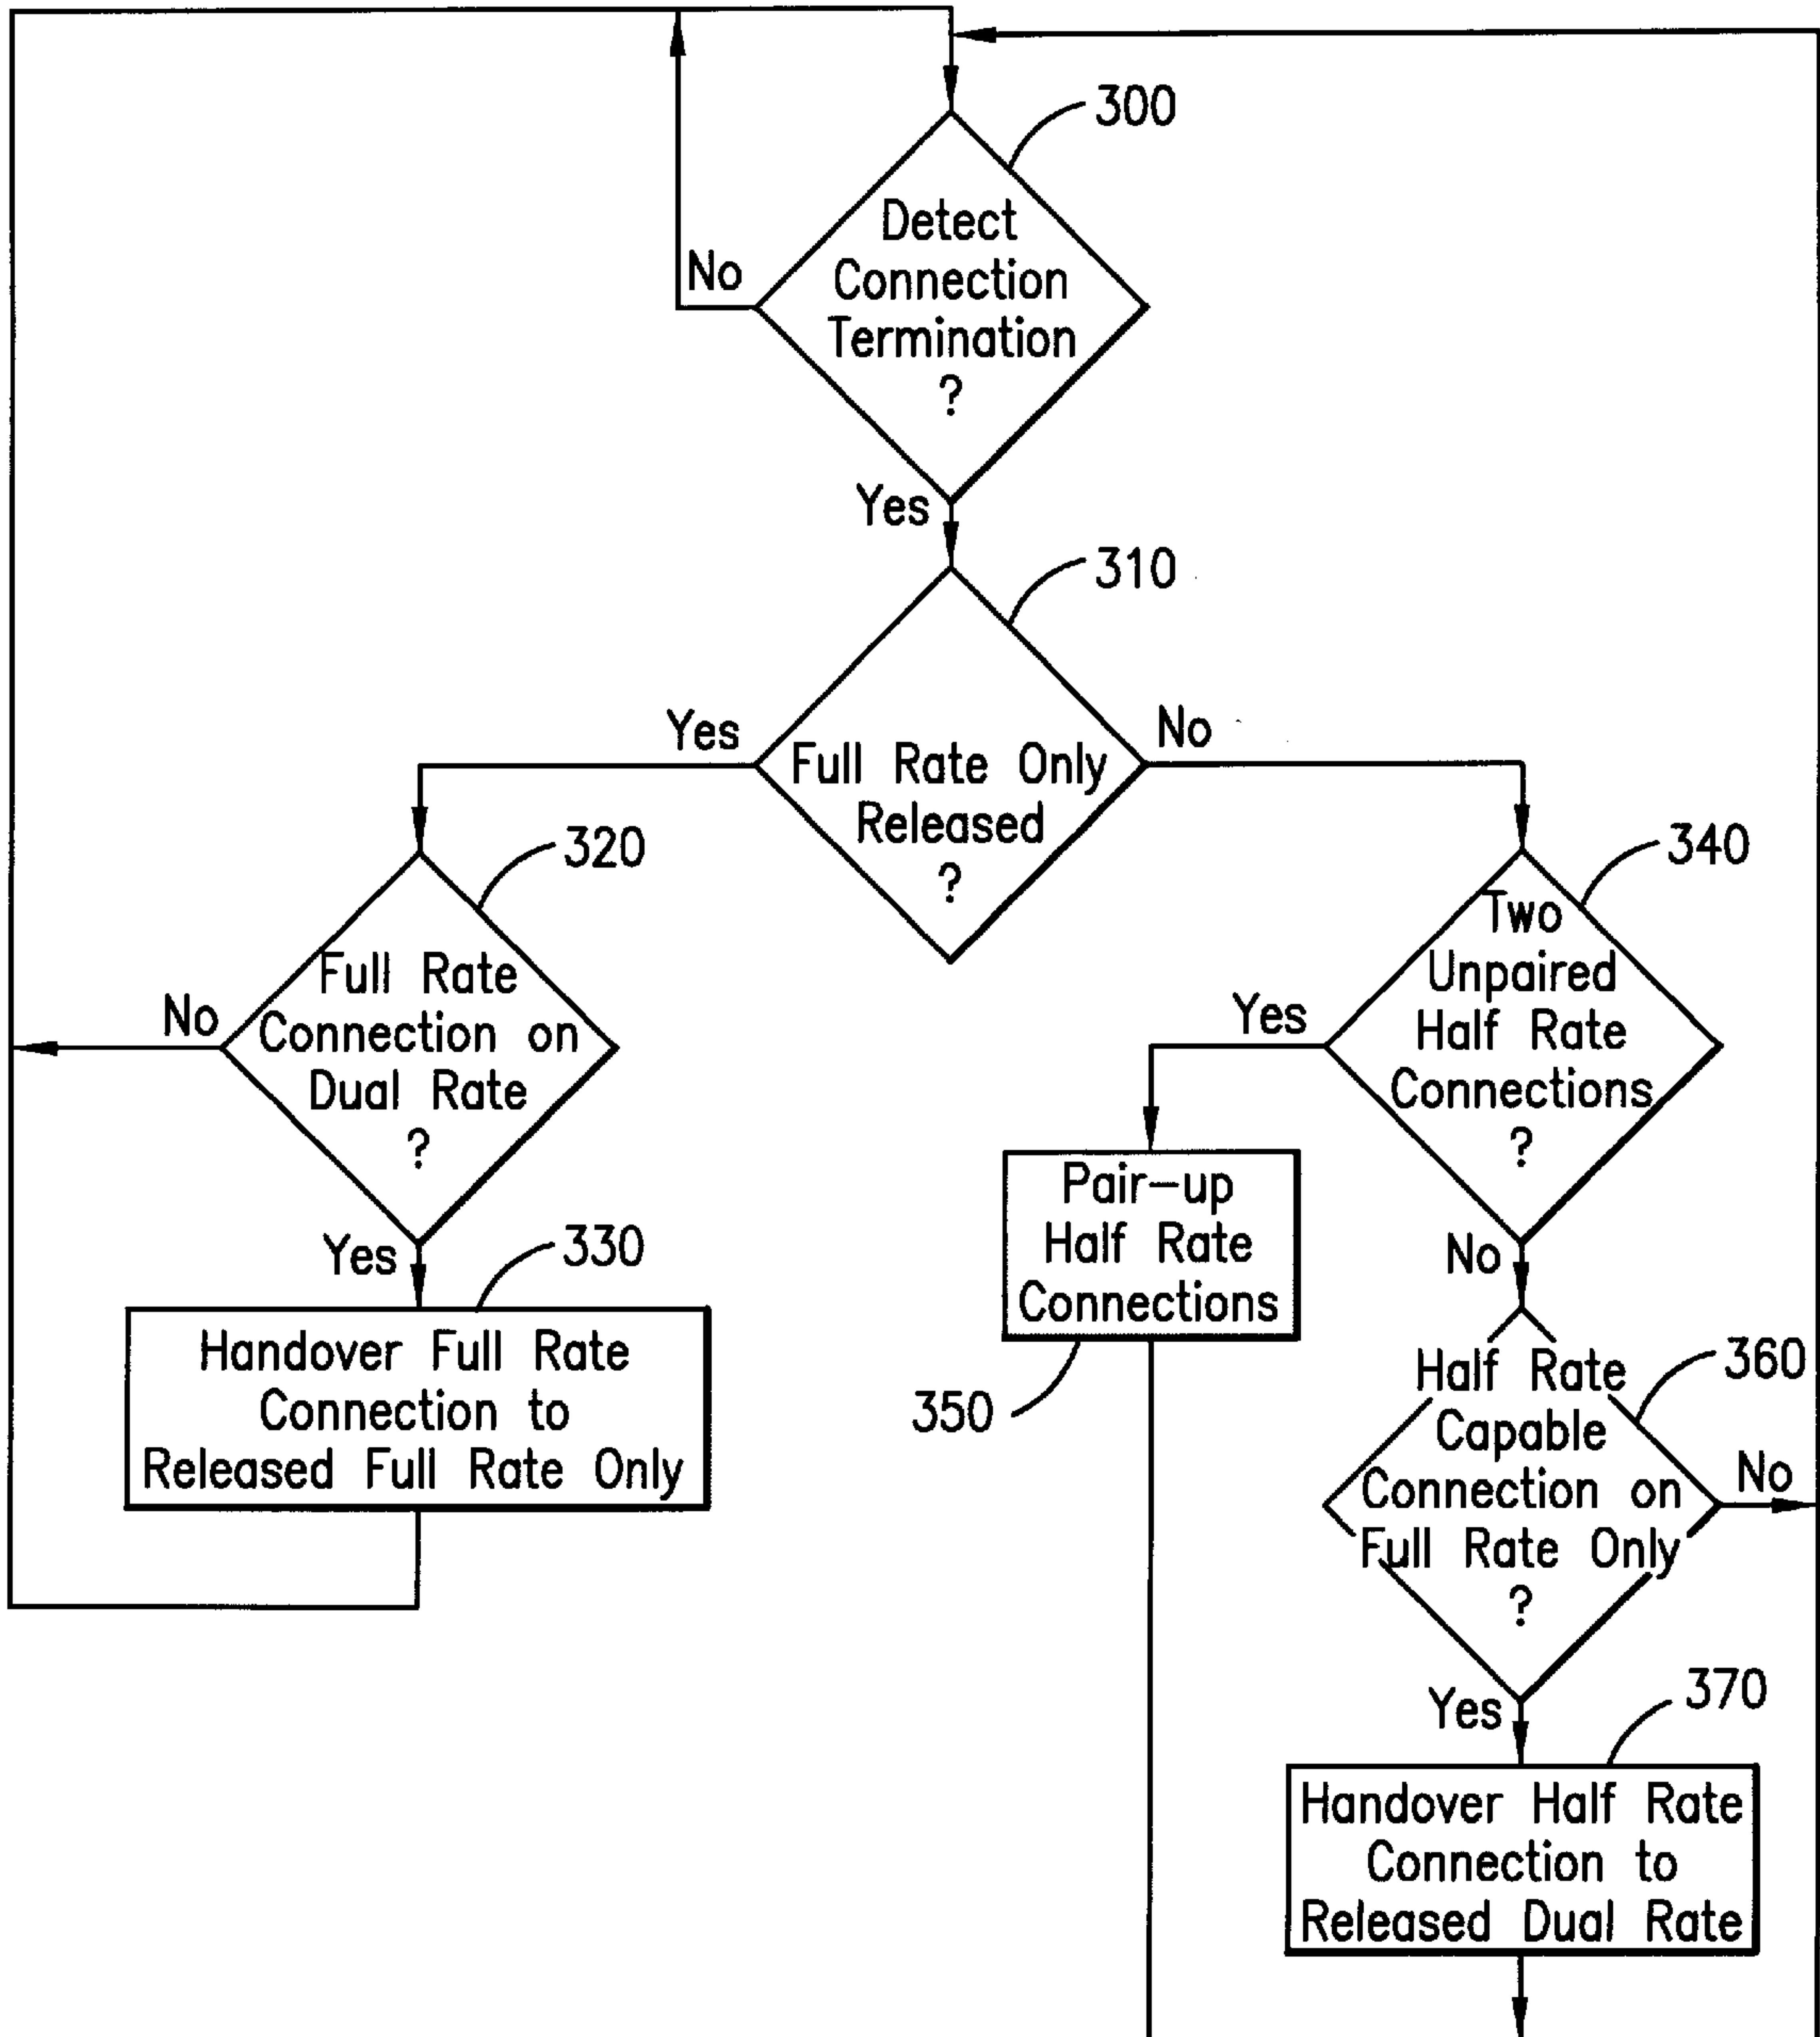 300
Detect
Connection
Termination
?
No
Yes
310
Full Rate Only
Released
?
Yes
No
320
Full Rate
Connection on
Dual Rate
?
No
Yes
330
Handover Full Rate
Connection to
Released Full Rate Only
340
Two
Unpaired
Half Rate
Connections
?
Yes
No
Pair-up
Half Rate
Connections
350
360
Half Rate
Capable
Connection on
Full Rate Only
?
No
Yes
370
Handover Half Rate
Connection to
Released Dual Rate